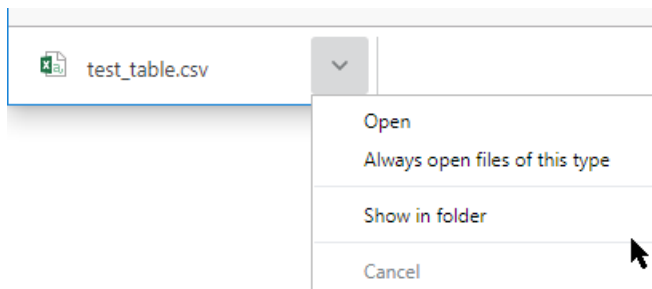 test_table.csv
Open
Always open files of this type
Show in folder
Cancel